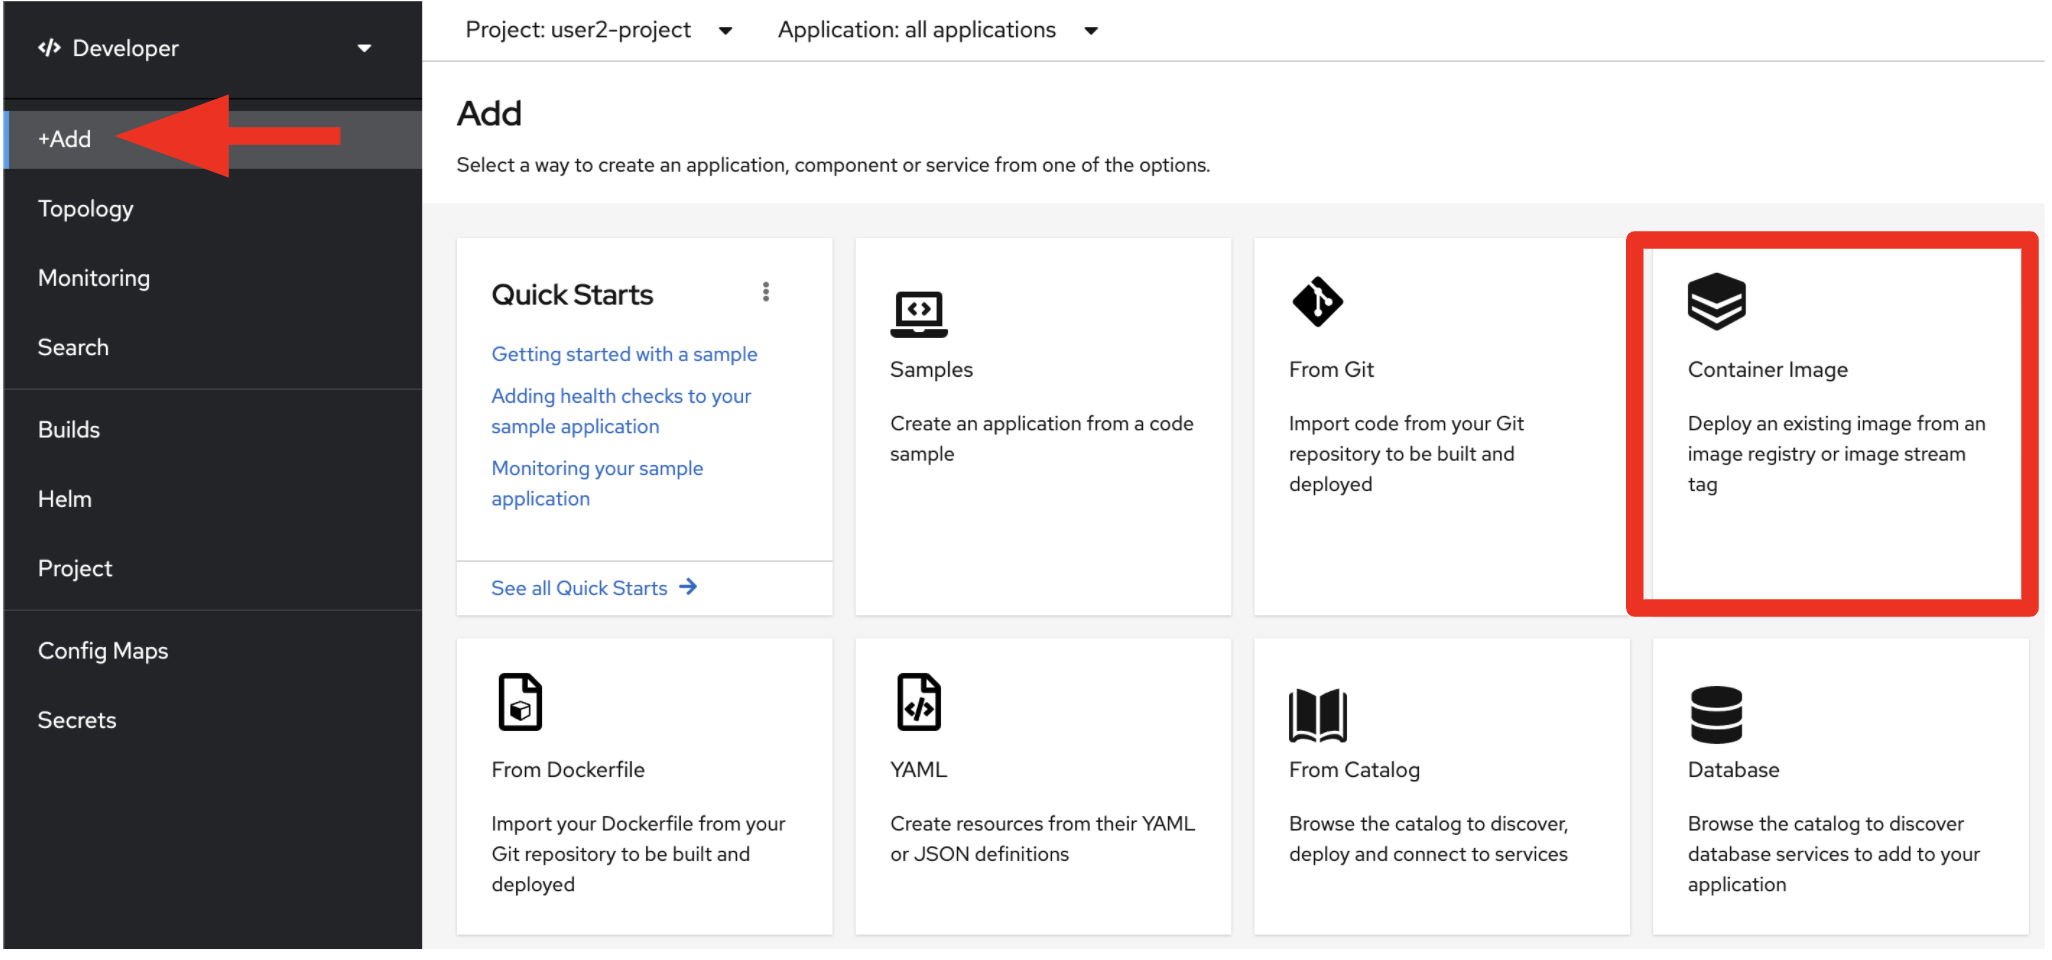 Developer
Project: user2-project
Application: all applications
+Add
Topology
Monitoring
Search
Builds
Helm
Project
Config Maps
Secrets
Add
Select a way to create an application, component or service from one of the options.
Quick Starts
Getting started with a sample
Adding health checks to your
sample application
Monitoring your sample
application
See all Quick Starts
Samples
Create an application from a code
sample
From Git
Import code from your Git
repository to be built and
deployed
Container Image
Deploy an existing image from an
image registry or image stream
tag
From Dockerfile
Import your Dockerfile from your
Git repository to be built and
deployed
YAML
Create resources from their YAML
or JSON definitions
From Catalog
Browse the catalog to discover,
deploy and connect to services
Database
Browse the catalog to discover
database services to add to your
application